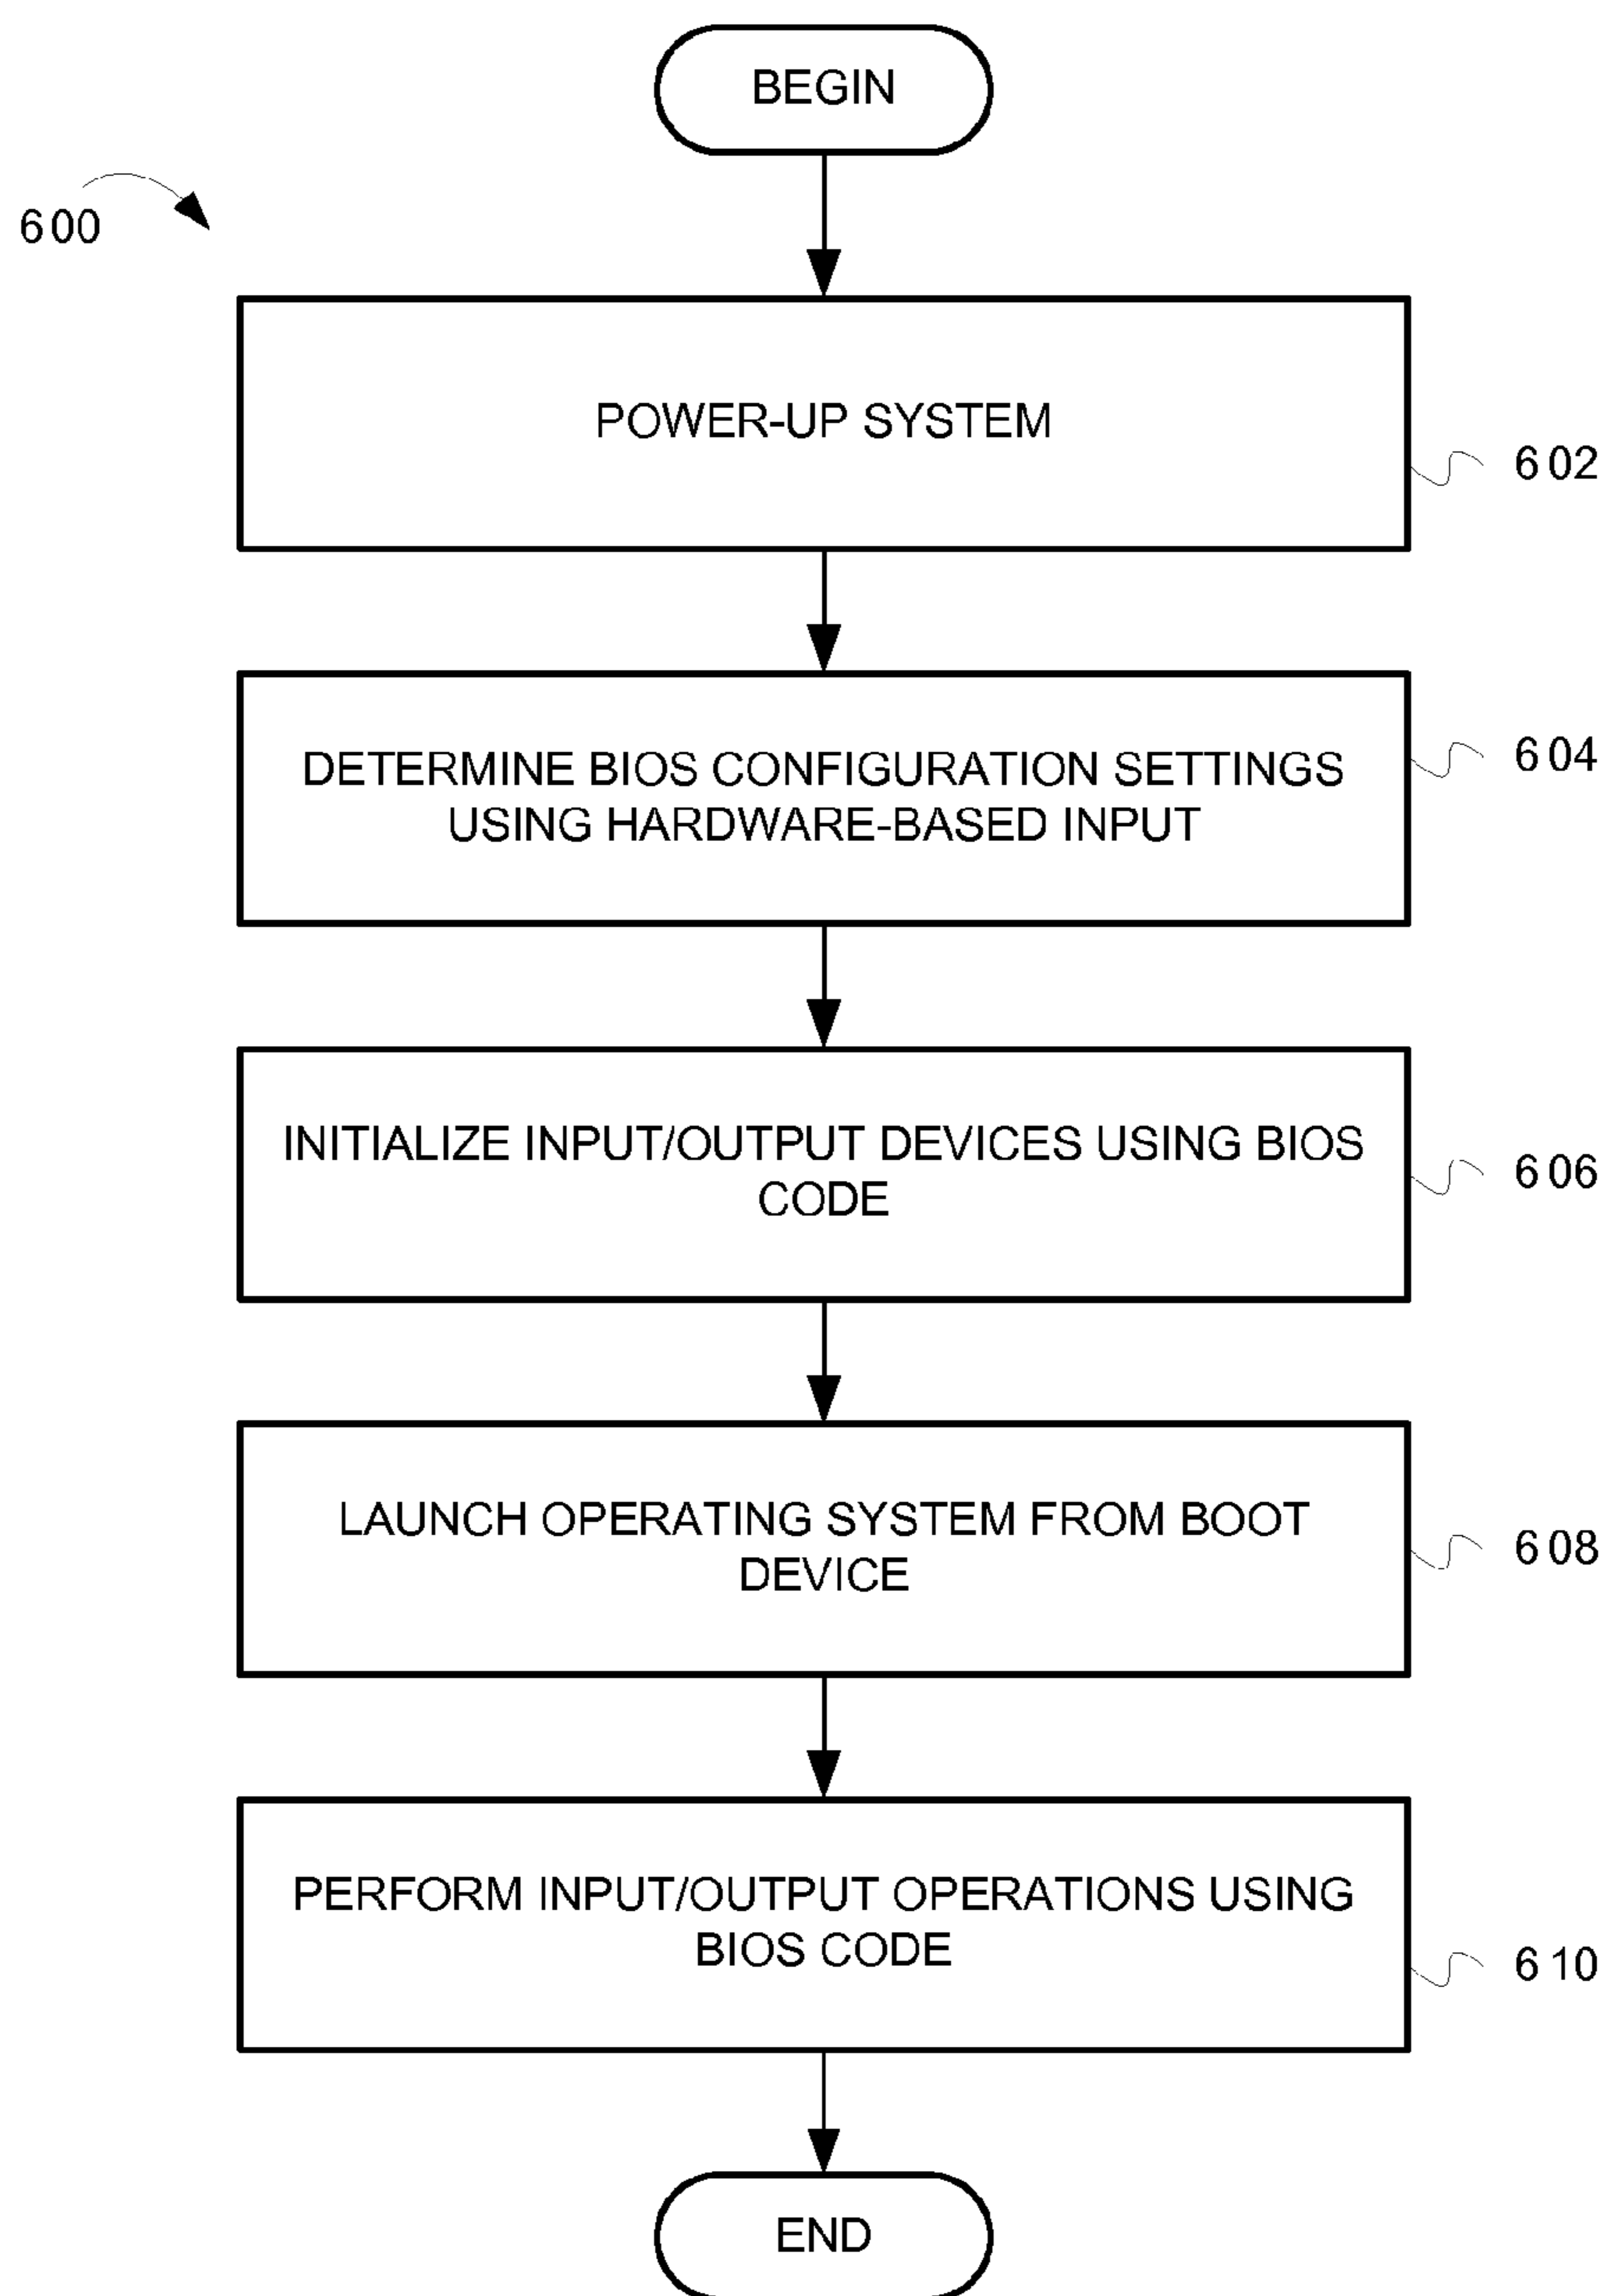 BEGIN
600
POWER-UP SYSTEM
602
DETERMINE BIOS CONFIGURATION SETTINGS
USING HARDWARE-BASED INPUT
604
INITIALIZE INPUT/OUTPUT DEVICES USING BIOS
CODE
606
LAUNCH OPERATING SYSTEM FROM BOOT
DEVICE
608
PERFORM INPUT/OUTPUT OPERATIONS USING
BIOS CODE
610
END